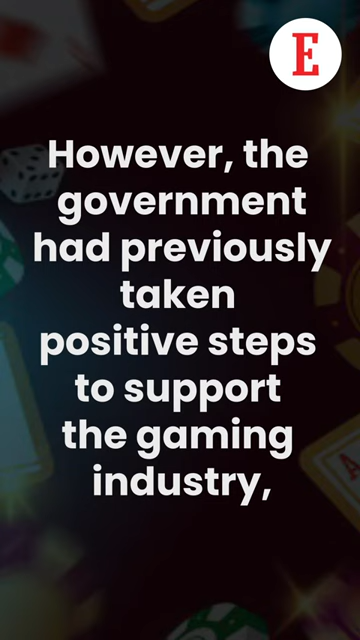 E
However, the
government
had previously
taken
positive steps
to support
the gaming
industry,